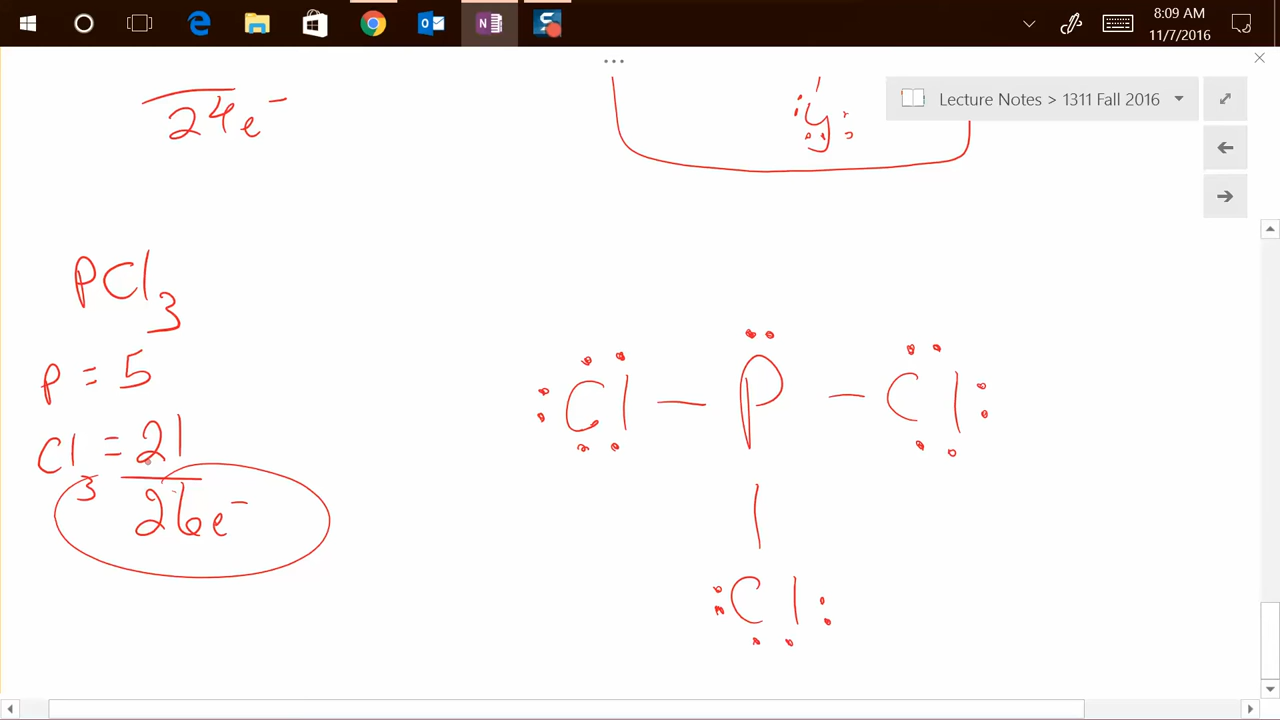 8:09 AM
11/7/2016
Lecture Notes > 1311 Fall 2016
24e⁻
PCl₃
P = 5
Cl₃ = 21
26e⁻
Cl — P — Cl
|
Cl